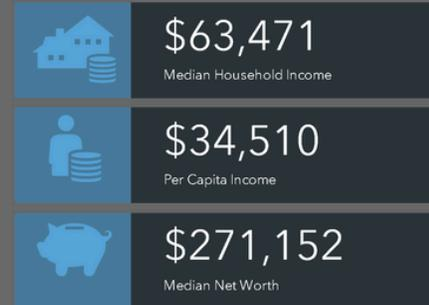 $63,471
Median Household Income
$34,510
Per Capita Income
$271,152
Median Net Worth